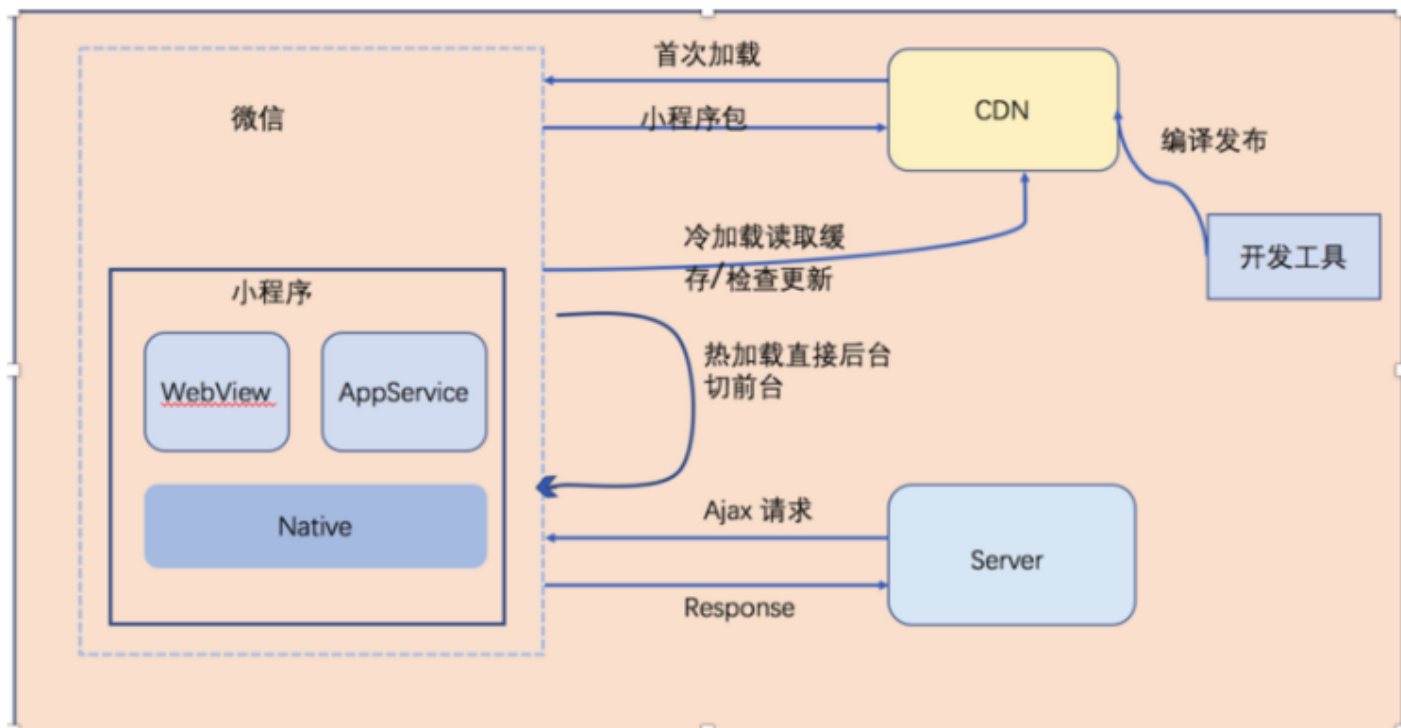 首次加载
微信
小程序包
CDN
编译发布
冷加载读取缓
存/检查更新
开发工具
小程序
热加载直接后台
切前台
WebView
AppService
Native
Ajax 请求
Server
Response